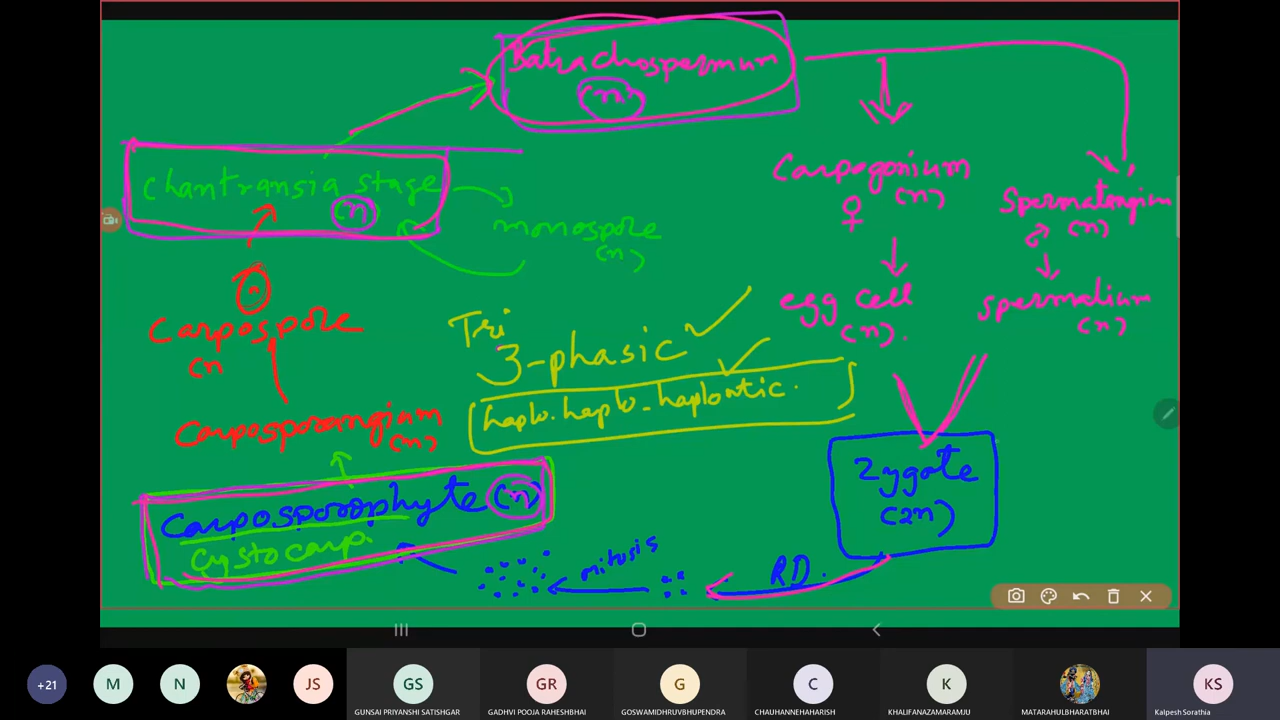 Batrachospermum
(n)
Chantransia stage
(n)
monospore
(n)
Carpogonium
(n)
♀
Spermatangium
♂ (n)
egg cell
(n).
spermatium
(n)
n
Carpospore
(n
Tri
3-phasic
haplo.haplo-haplontic.
Carposporangium
(n)
Zygote
(2n)
Carposporophyte (n)
Cystocarp.
mitosis
RD.
+21
M
N
JS
GS
GR
G
C
K
KS
GUNSAI PRIYANSHI SATISHGAR
GADHVI POOJA RAHESHBHAI
GOSWAMIDHRUVBHUPENDRA
CHAUHANNEHAHARISH
KHALIFANAZAMARAMJU
MATARAHULBHARATBHAI
Kalpesh Sorathia